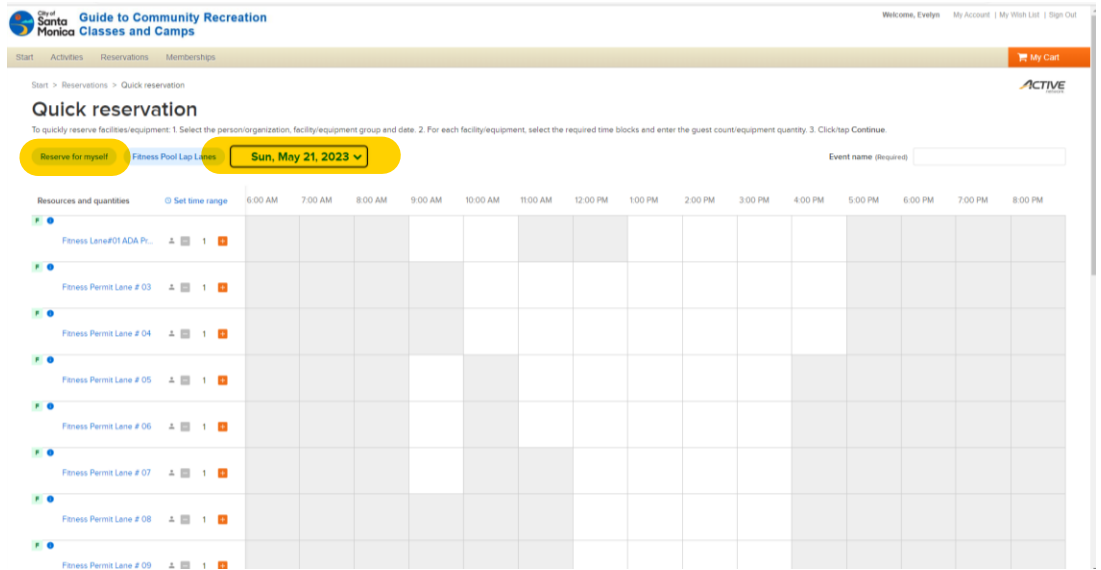 City of
Santa
Monica
Guide to Community Recreation
Classes and Camps
Welcome, Evelyn My Account | My Wish List | Sign Out
Start Activities Reservations Memberships
My Cart
Start > Reservations > Quick reservation
ACTIVE
Quick reservation
To quickly reserve facilities/equipment: 1. Select the person/organization, facility/equipment group and date. 2. For each facility/equipment, select the required time blocks and enter the guest count/equipment quantity. 3. Click/tap Continue.
Reserve for myself Fitness Pool Lap Lanes Sun, May 21, 2023 Event name (Required)
Resources and quantities Set time range 6:00 AM 7:00 AM 8:00 AM 9:00 AM 10:00 AM 11:00 AM 12:00 PM 1:00 PM 2:00 PM 3:00 PM 4:00 PM 5:00 PM 6:00 PM 7:00 PM 8:00 PM
P
Fitness Lane#01 ADA Pr... 1
P
Fitness Permit Lane # 03 1
P
Fitness Permit Lane # 04 1
P
Fitness Permit Lane # 05 1
P
Fitness Permit Lane # 06 1
P
Fitness Permit Lane # 07 1
P
Fitness Permit Lane # 08 1
P
Fitness Permit Lane # 09 1